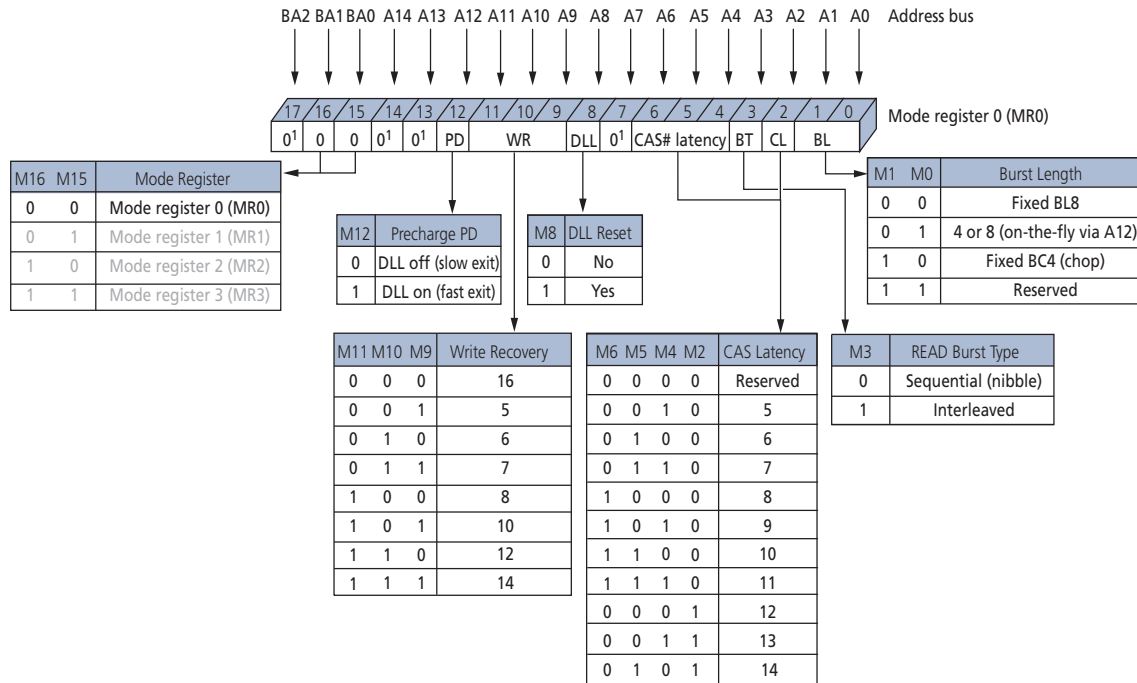 BA2 BA1 BA0 A14 A13 A12 A11 A10 A9 A8 A7 A6 A5 A4 A3 A2 A1 A0 Address bus
17 16 15 14 13 12 11 10 9 8 7 6 5 4 3 2 1 0
Mode register 0 (MR0)
0¹ 0 0 0¹ 0¹ PD WR DLL 0¹ CAS# latency BT CL BL
M16 M15 Mode Register
0 0 Mode register 0 (MR0)
0 1 Mode register 1 (MR1)
1 0 Mode register 2 (MR2)
1 1 Mode register 3 (MR3)
M12 Precharge PD
0 DLL off (slow exit)
1 DLL on (fast exit)
M8 DLL Reset
0 No
1 Yes
M1 M0 Burst Length
0 0 Fixed BL8
0 1 4 or 8 (on-the-fly via A12)
1 0 Fixed BC4 (chop)
1 1 Reserved
M11 M10 M9 Write Recovery
0 0 0 16
0 0 1 5
0 1 0 6
0 1 1 7
1 0 0 8
1 0 1 10
1 1 0 12
1 1 1 14
M6 M5 M4 M2 CAS Latency
0 0 0 0 Reserved
0 0 1 0 5
0 1 0 0 6
0 1 1 0 7
1 0 0 0 8
1 0 1 0 9
1 1 0 0 10
1 1 1 0 11
0 0 0 1 12
0 0 1 1 13
0 1 0 1 14
M3 READ Burst Type
0 Sequential (nibble)
1 Interleaved